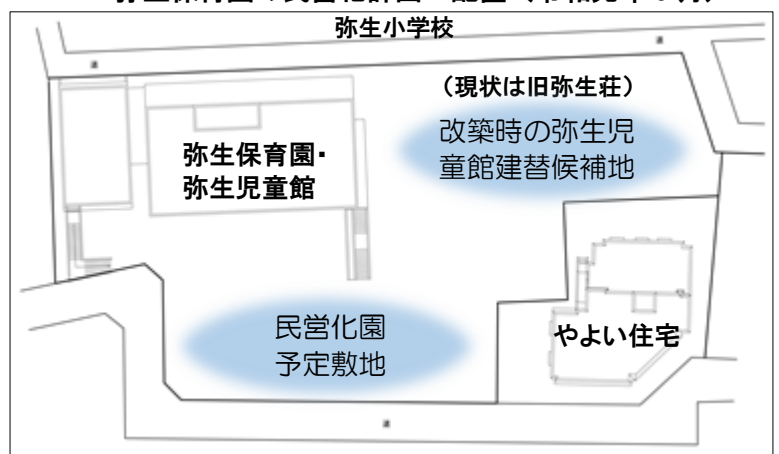 弥生小学校
（現状は旧弥生荘）
改築時の弥生児
童館建替候補地
弥生保育園・
弥生児童館
民営化園
予定敷地
やよい住宅